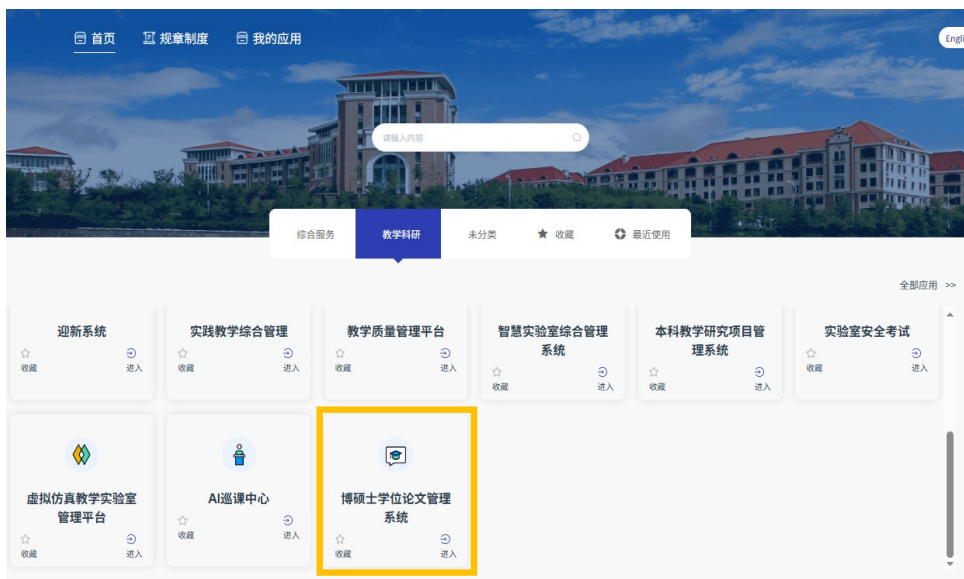 首页 规章制度 我的应用
Engli
请输入内容
综合服务 教学科研 未分类 收藏 最近使用
全部应用 >>
迎新系统
收藏 进入
实践教学综合管理
收藏 进入
教学质量管理平台
收藏 进入
智慧实验室综合管理
系统
收藏 进入
本科教学研究项目管
理系统
收藏 进入
实验室安全考试
收藏 进入
虚拟仿真教学实验室
管理平台
收藏 进入
AI巡课中心
收藏 进入
博硕士学位论文管理
系统
收藏 进入